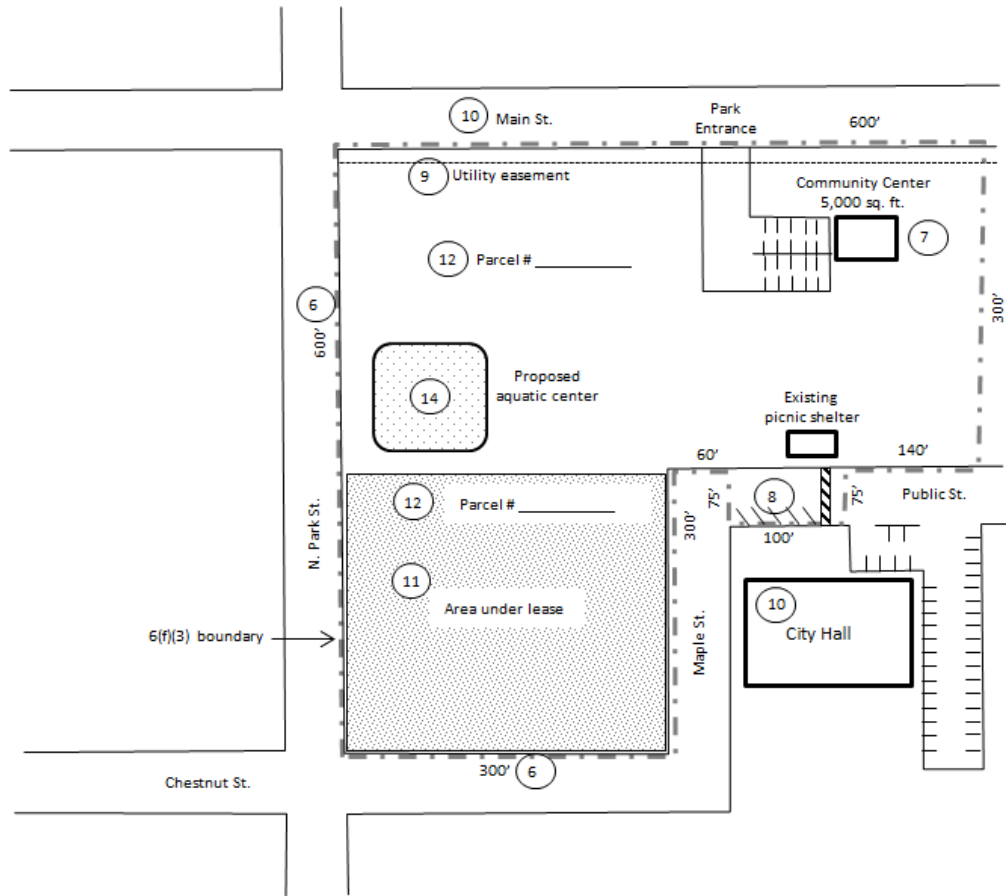 10 Main St.
Park
Entrance
600'
9 Utility easement
Community Center
5,000 sq. ft.
7
12 Parcel # ____________
6
600'
300'
14
Proposed
aquatic center
Existing
picnic shelter
60'
140'
12 Parcel # ____________
75'
8
75'
Public St.
300'
100'
N. Park St.
11
Area under lease
10
City Hall
6(f)(3) boundary
Maple St.
300' 6
Chestnut St.